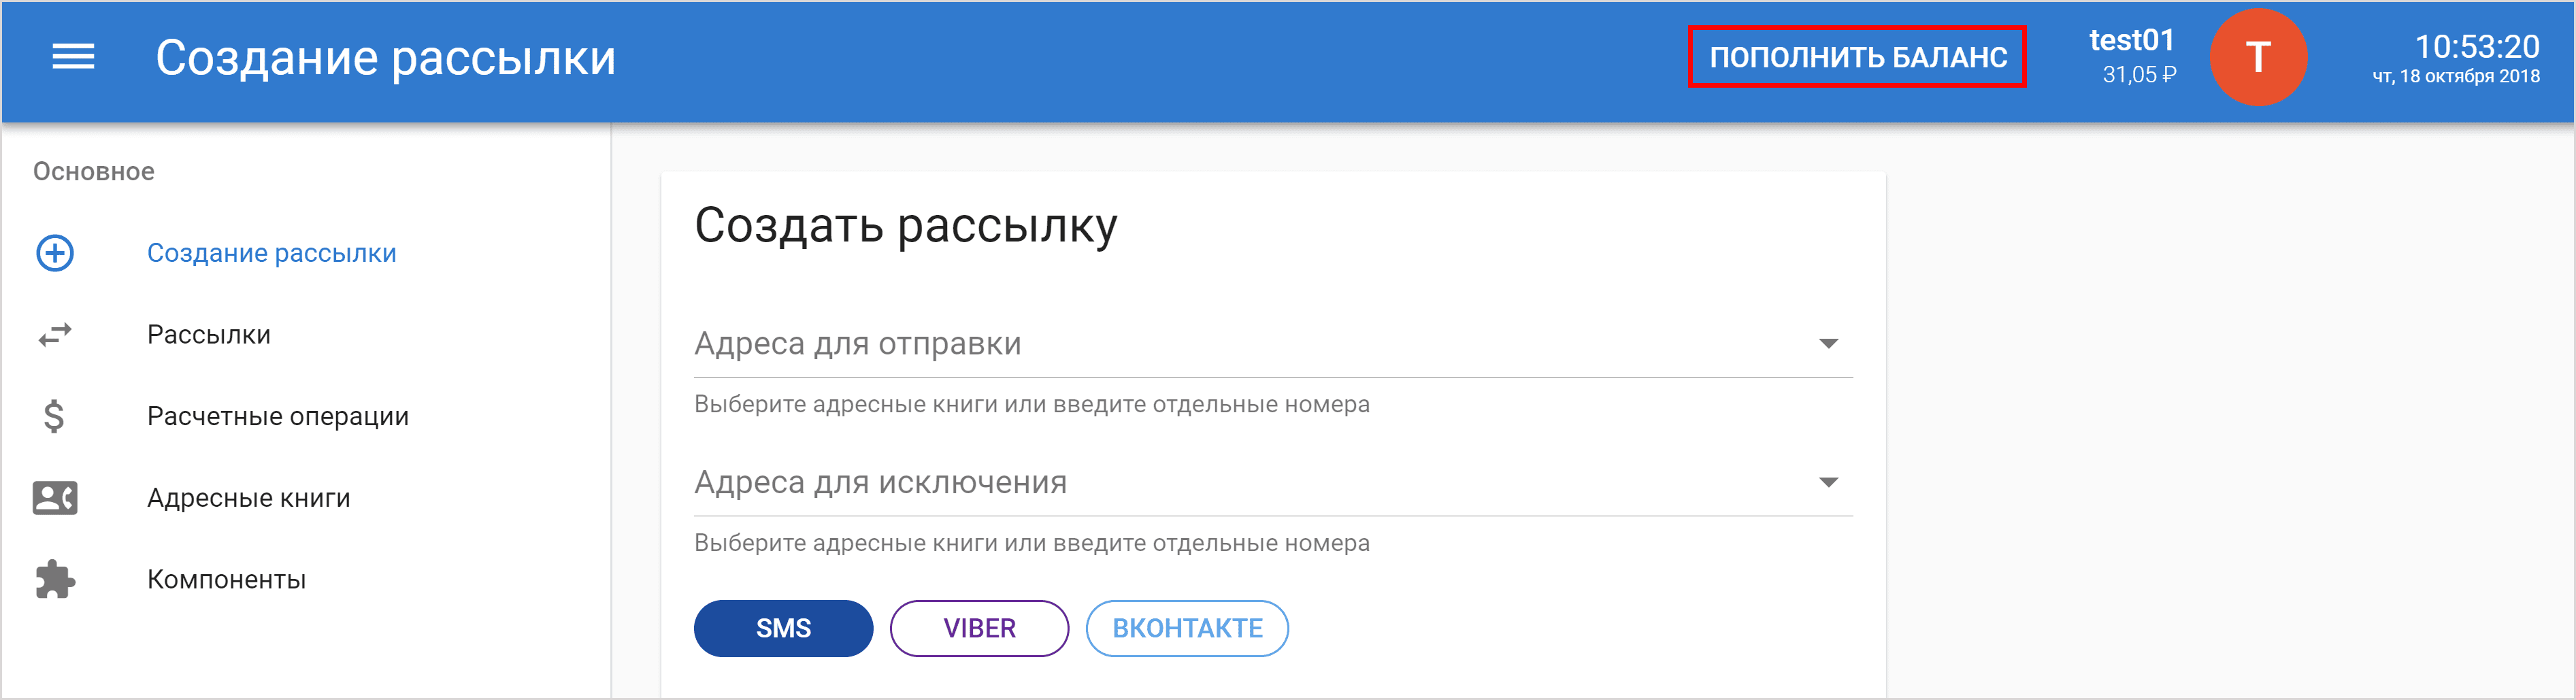 Создание рассылки
ПОПОЛНИТЬ БАЛАНС
test01
31,05 ₽
T
10:53:20
чт, 18 октября 2018
Основное
Создание рассылки
Рассылки
Расчетные операции
Адресные книги
Компоненты
Создать рассылку
Адреса для отправки
Выберите адресные книги или введите отдельные номера
Адреса для исключения
Выберите адресные книги или введите отдельные номера
SMS
VIBER
ВКОНТАКТЕ